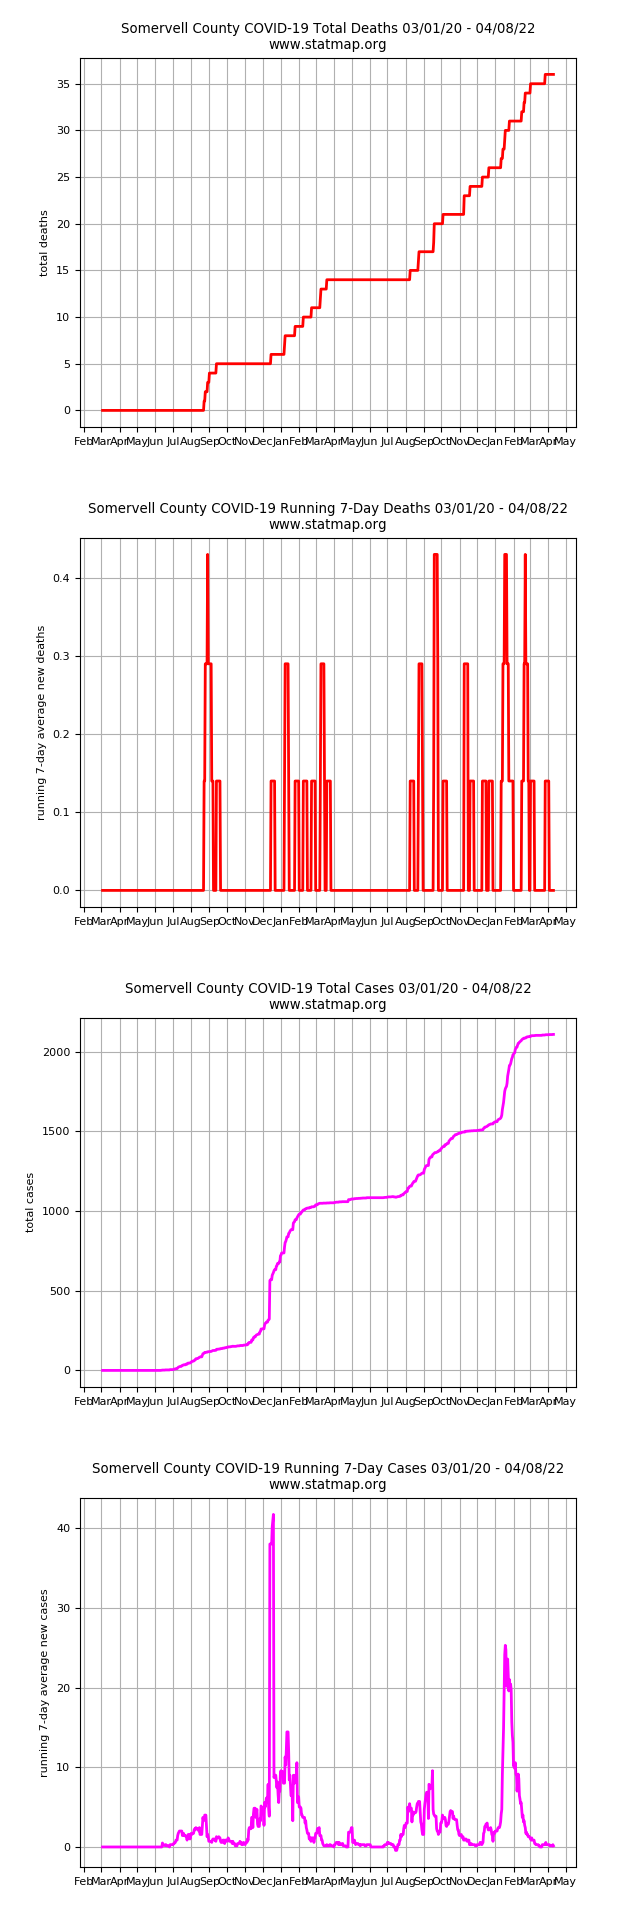 Somervell County COVID-19 Total Deaths 03/01/20 - 04/08/22
www.statmap.org
total deaths
35
30
25
20
15
10
5
0
Feb Mar Apr May Jun Jul Aug Sep Oct Nov Dec Jan Feb Mar Apr May Jun Jul Aug Sep Oct Nov Dec Jan Feb Mar Apr May
Somervell County COVID-19 Running 7-Day Deaths 03/01/20 - 04/08/22
www.statmap.org
running 7-day average new deaths
0.4
0.3
0.2
0.1
0.0
Feb Mar Apr May Jun Jul Aug Sep Oct Nov Dec Jan Feb Mar Apr May Jun Jul Aug Sep Oct Nov Dec Jan Feb Mar Apr May
Somervell County COVID-19 Total Cases 03/01/20 - 04/08/22
www.statmap.org
total cases
2000
1500
1000
500
0
Feb Mar Apr May Jun Jul Aug Sep Oct Nov Dec Jan Feb Mar Apr May Jun Jul Aug Sep Oct Nov Dec Jan Feb Mar Apr May
Somervell County COVID-19 Running 7-Day Cases 03/01/20 - 04/08/22
www.statmap.org
running 7-day average new cases
40
30
20
10
0
Feb Mar Apr May Jun Jul Aug Sep Oct Nov Dec Jan Feb Mar Apr May Jun Jul Aug Sep Oct Nov Dec Jan Feb Mar Apr May